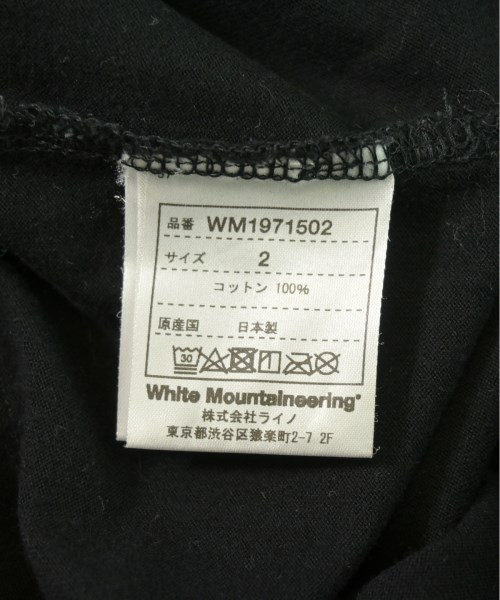 品番 WM1971502
サイズ 2
コットン 100%
原産国 日本製
30
White Mountaineering®
株式会社ライノ
東京都渋谷区猿楽町2-7 2F